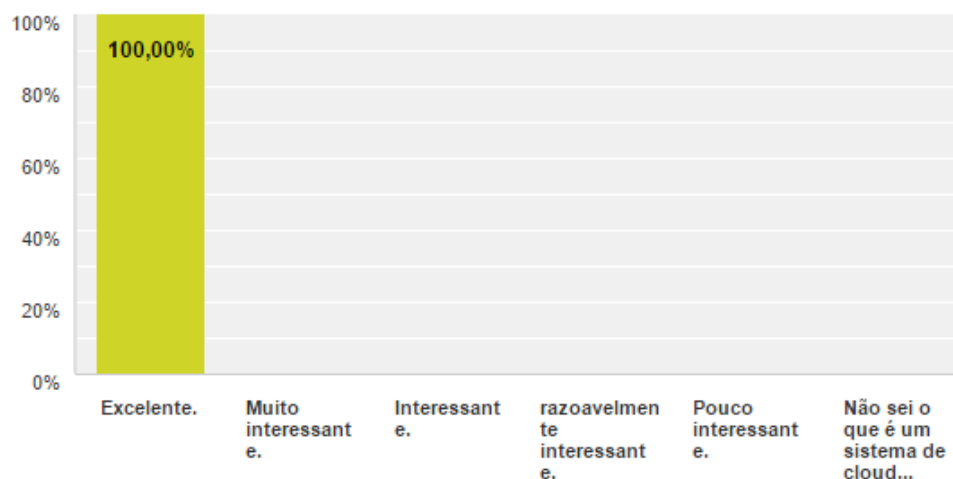 100%
100,00%
80%
60%
40%
20%
0%
Excelente.
Muito
interessant
e.
Interessant
e.
razoavelmen
te
interessant
e.
Pouco
interessant
e.
Não sei o
que é um
sistema de
cloud...